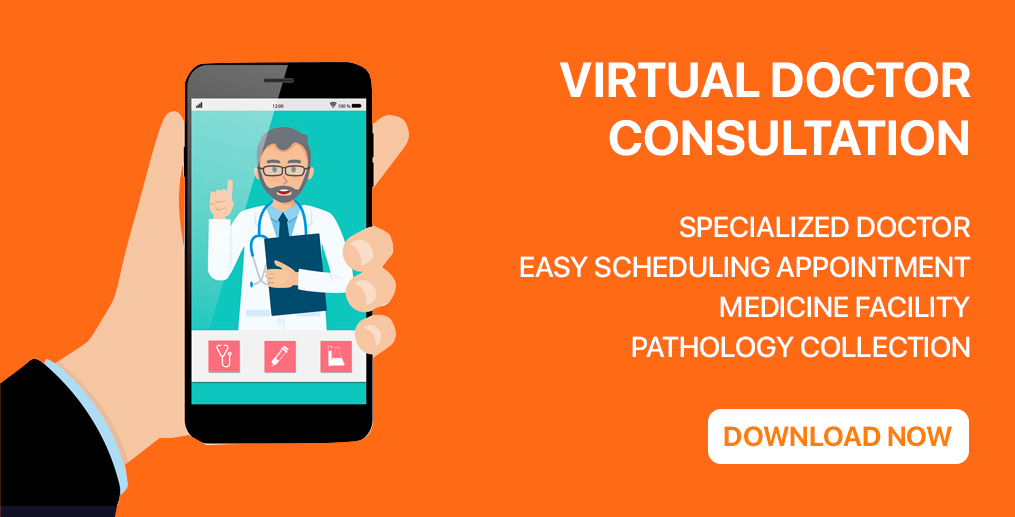 12:00
100 %
VIRTUAL DOCTOR
CONSULTATION
SPECIALIZED DOCTOR
EASY SCHEDULING APPOINTMENT
MEDICINE FACILITY
PATHOLOGY COLLECTION
DOWNLOAD NOW